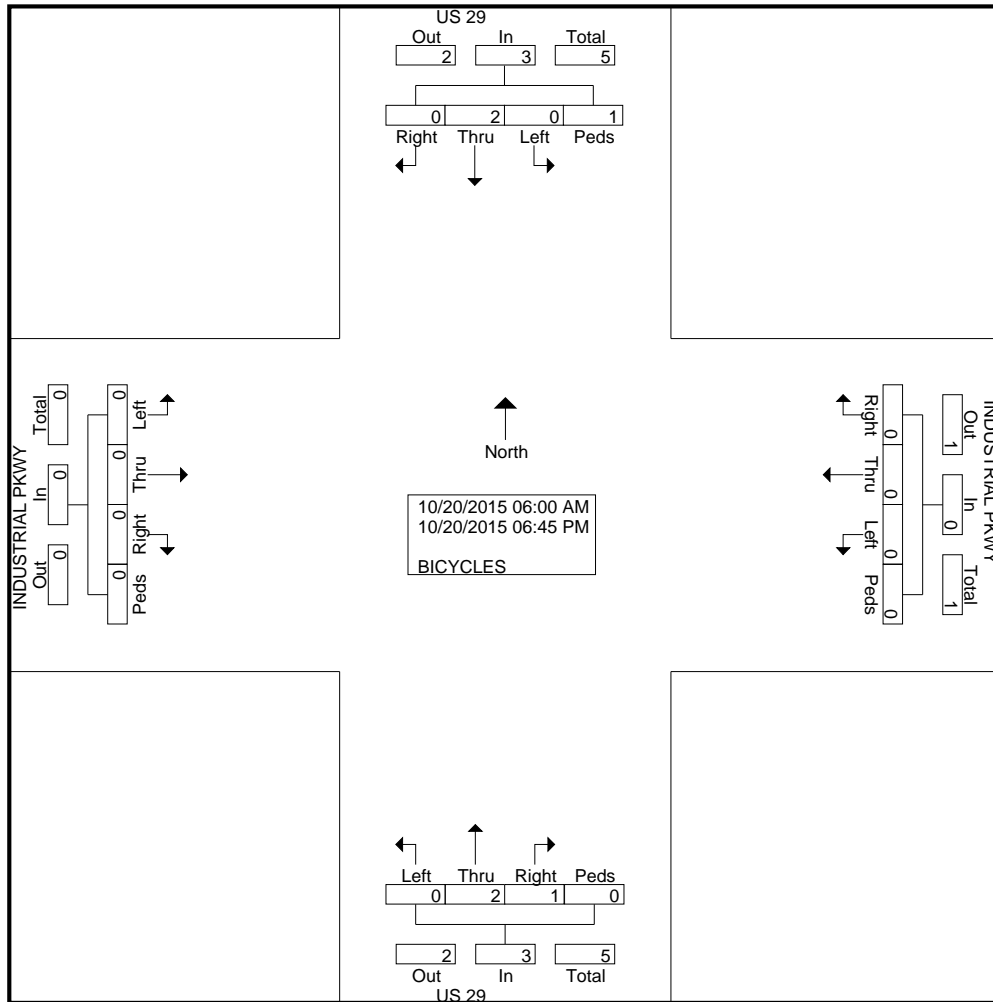 US 29
Out In Total
2 3 5
0 2 0 1
Right Thru Left Peds
INDUSTRIAL PKWY
Total In Out
0 0 0
0 0 0 0
Left Thru Right Peds
North
10/20/2015 06:00 AM
10/20/2015 06:45 PM
BICYCLES
Right Thru Left Peds
0 0 0 0
Out In Total
1 0 1
INDUSTRIAL PKWY
Left Thru Right Peds
0 2 1 0
2 3 5
Out In Total
US 29